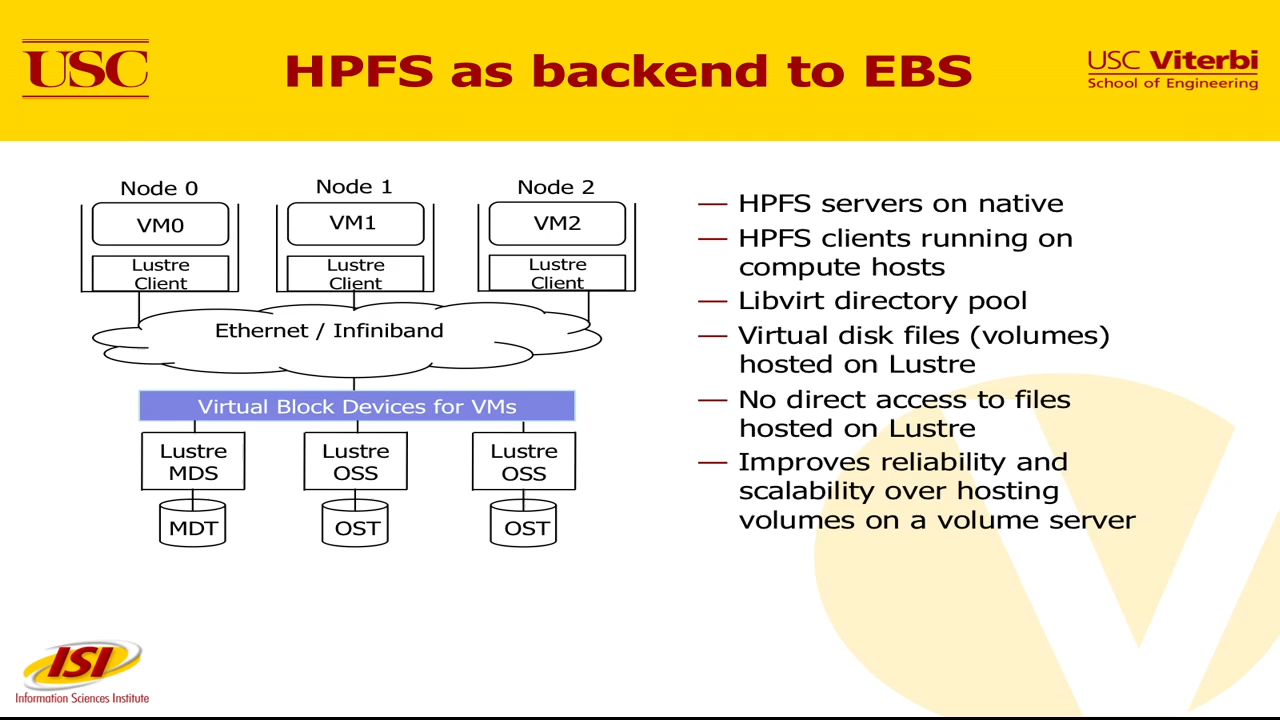 USC
HPFS as backend to EBS
USC Viterbi
School of Engineering
Node 0
Node 1
Node 2
VM0
VM1
VM2
Lustre
Client
Lustre
Client
Lustre
Client
Ethernet / Infiniband
Virtual Block Devices for VMs
Lustre
MDS
Lustre
OSS
Lustre
OSS
MDT
OST
OST
— HPFS servers on native
— HPFS clients running on
compute hosts
— Libvirt directory pool
— Virtual disk files (volumes)
hosted on Lustre
— No direct access to files
hosted on Lustre
— Improves reliability and
scalability over hosting
volumes on a volume server
ISI
Information Sciences Institute